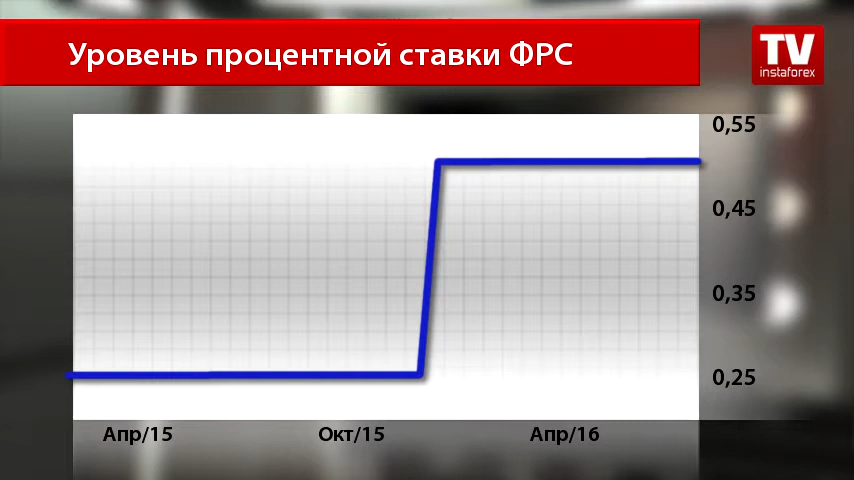 Уровень процентной ставки ФРС
TV
instaforex
0,55
0,45
0,35
0,25
Апр/15
Окт/15
Апр/16